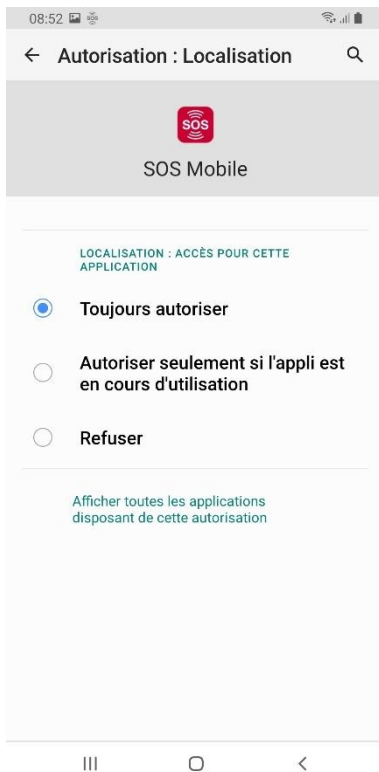 08:52
Autorisation : Localisation
SOS
SOS Mobile
LOCALISATION : ACCÈS POUR CETTE
APPLICATION
Toujours autoriser
Autoriser seulement si l'appli est
en cours d'utilisation
Refuser
Afficher toutes les applications
disposant de cette autorisation